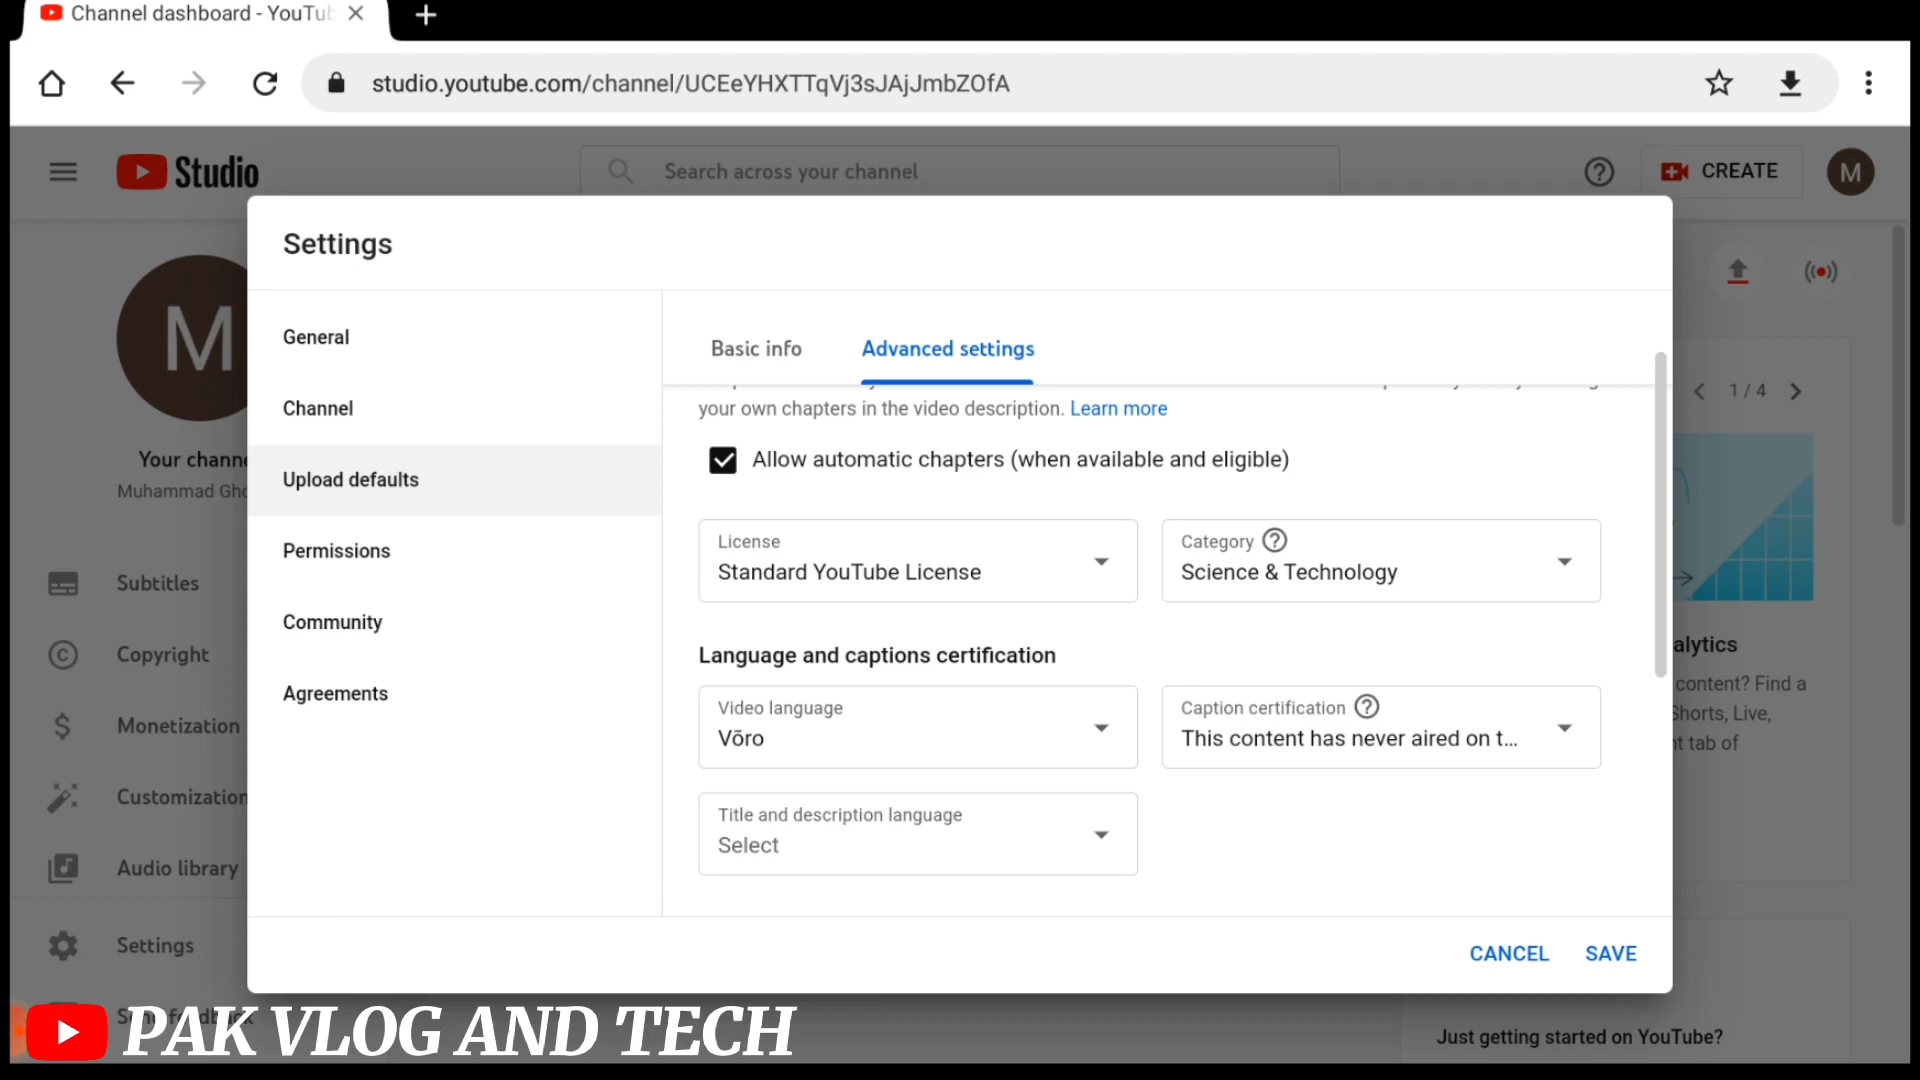 Channel dashboard - YouTub
studio.youtube.com/channel/UCEeYHXTTqVj3sJAjJmbZOfA
Studio
Search across your channel
CREATE
M
Settings
M
General
Basic info
Advanced settings
Channel
your own chapters in the video description. Learn more
1 / 4
Your channe
Allow automatic chapters (when available and eligible)
Upload defaults
Muhammad Gho
License
Category
Permissions
Standard YouTube License
Science & Technology
Subtitles
Community
Copyright
Language and captions certification
alytics
Agreements
content? Find a
Video language
Caption certification
Shorts, Live,
Monetization
Võro
This content has never aired on t...
nt tab of
Customization
Title and description language
Select
Audio library
Settings
CANCEL
SAVE
PAK VLOG AND TECH
Just getting started on YouTube?